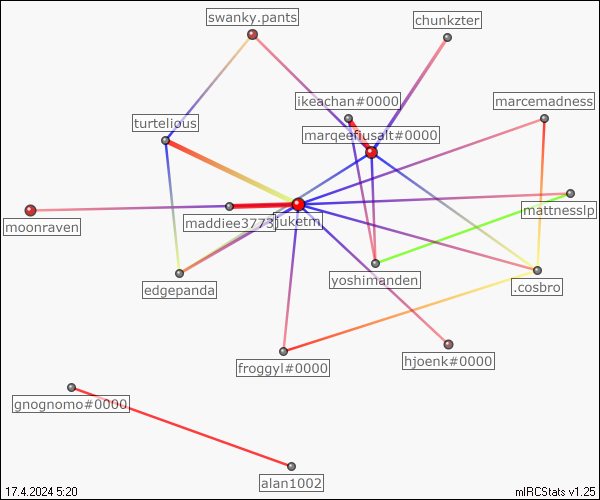 swanky.pants
chunkzter
ikeachan#0000
marcemadness
turtelious
marqeefiusalt#0000
mattnesslp
moonraven
maddiee3773
juketm
yoshimanden
edgepanda
.cosbro
froggyl#0000
hjoenk#0000
gnognomo#0000
alan1002
17.4.2024 5:20
mIRCStats v1.25